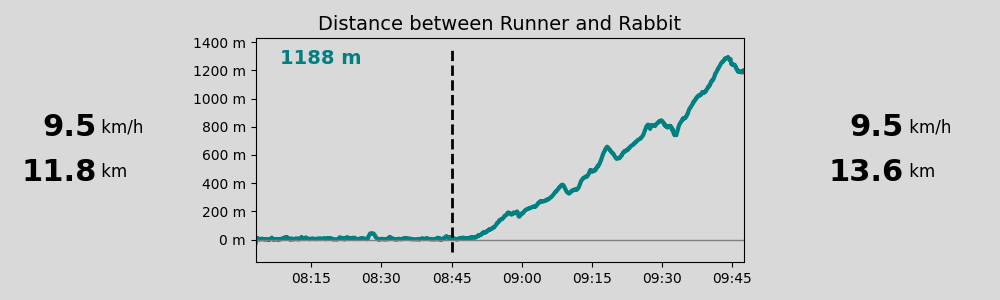 Distance between Runner and Rabbit
1400 m
1188 m
1200 m
1000 m
800 m
600 m
400 m
200 m
0 m
08:15 08:30 08:45 09:00 09:15 09:30 09:45
9.5 km/h
11.8 km
9.5 km/h
13.6 km